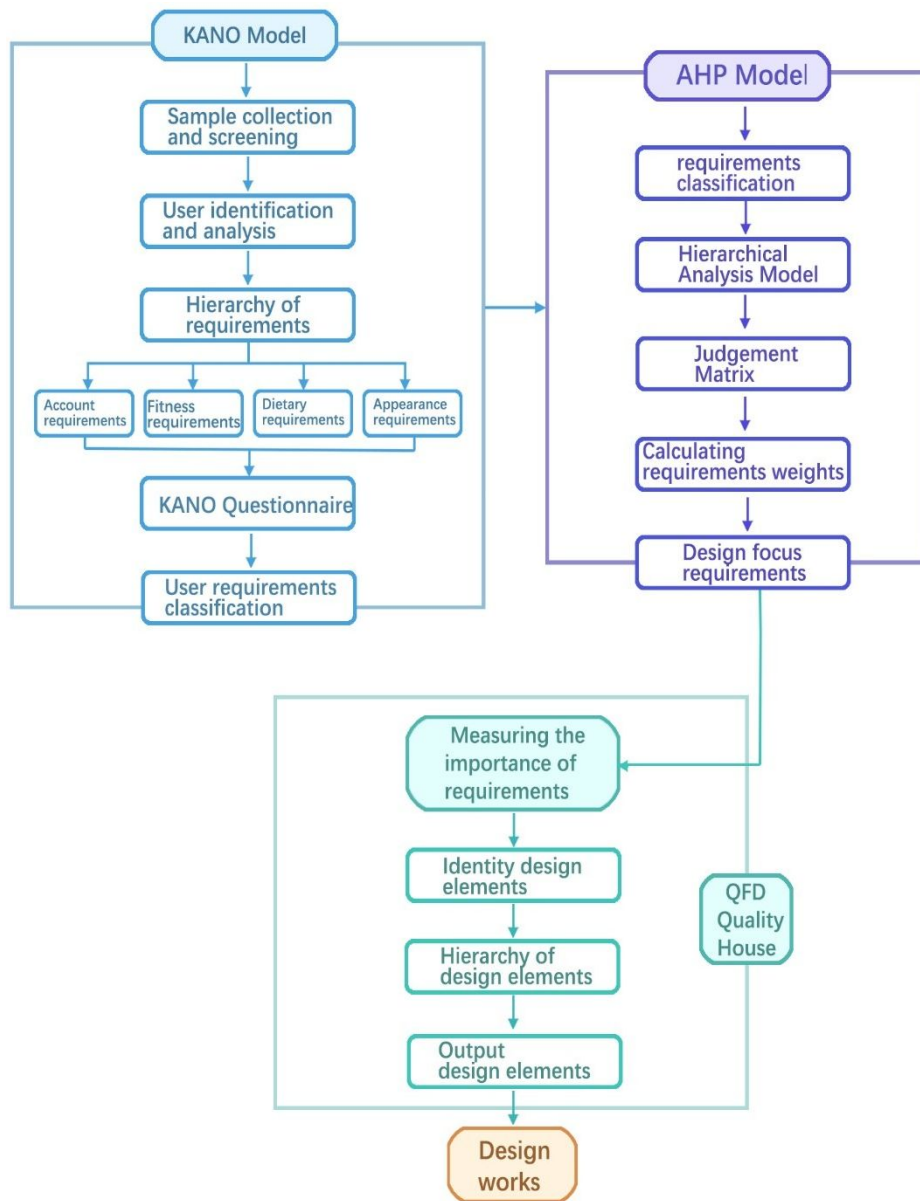 KANO Model
Sample collection
and screening
User identification
and analysis
Hierarchy of
requirements
Account
requirements
Fitness
requirements
Dietary
requirements
Appearance
requirements
KANO Questionnaire
User requirements
classification
AHP Model
requirements
classification
Hierarchical
Analysis Model
Judgement
Matrix
Calculating
requirements weights
Design focus
requirements
Measuring the
importance of
requirements
Identity design
elements
Hierarchy of
design elements
Output
design elements
QFD
Quality
House
Design
works